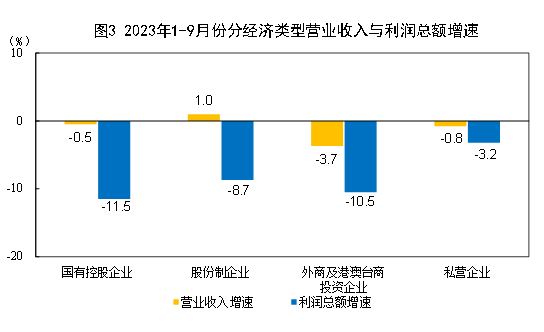 图3 2023年1-9月份分经济类型营业收入与利润总额增速
(%)
10
0
-10
-20
-0.5
-11.5
1.0
-8.7
-3.7
-10.5
-0.8
-3.2
国有控股企业
股份制企业
外商及港澳台商
投资企业
私营企业
营业收入增速
利润总额增速